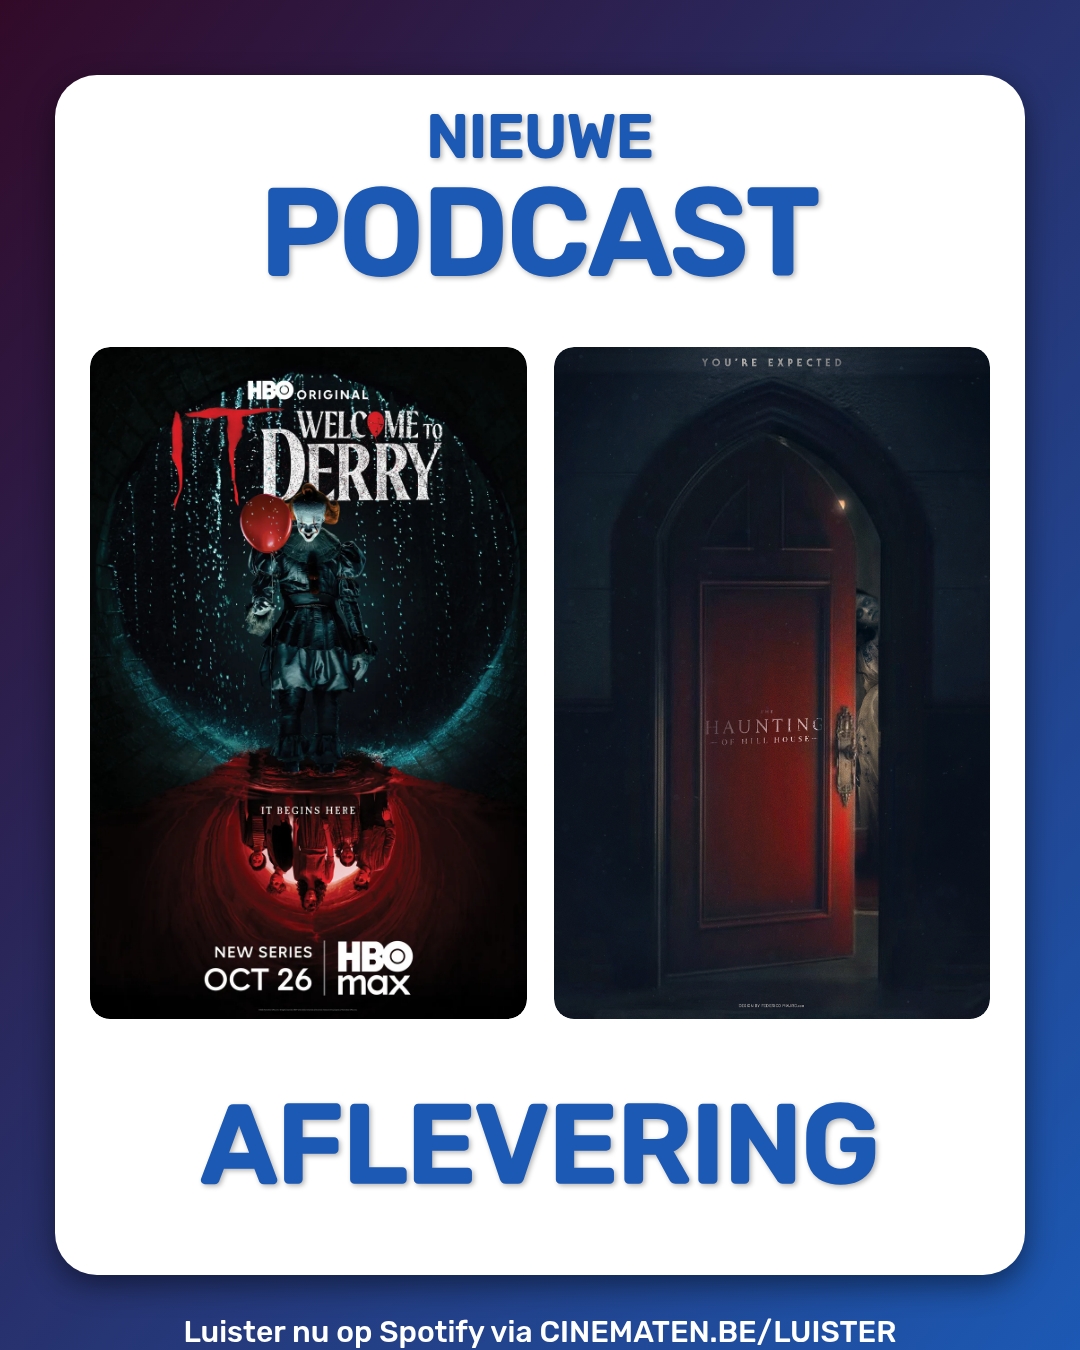 NIEUWE
PODCAST
HBO ORIGINAL
IT WELCOME TO
DERRY
IT BEGINS HERE
NEW SERIES
OCT 26
HBO
max
YOU'RE EXPECTED
THE
HAUNTING
OF HILL HOUSE
AFLEVERING
Luister nu op Spotify via CINEMATEN.BE/LUISTER